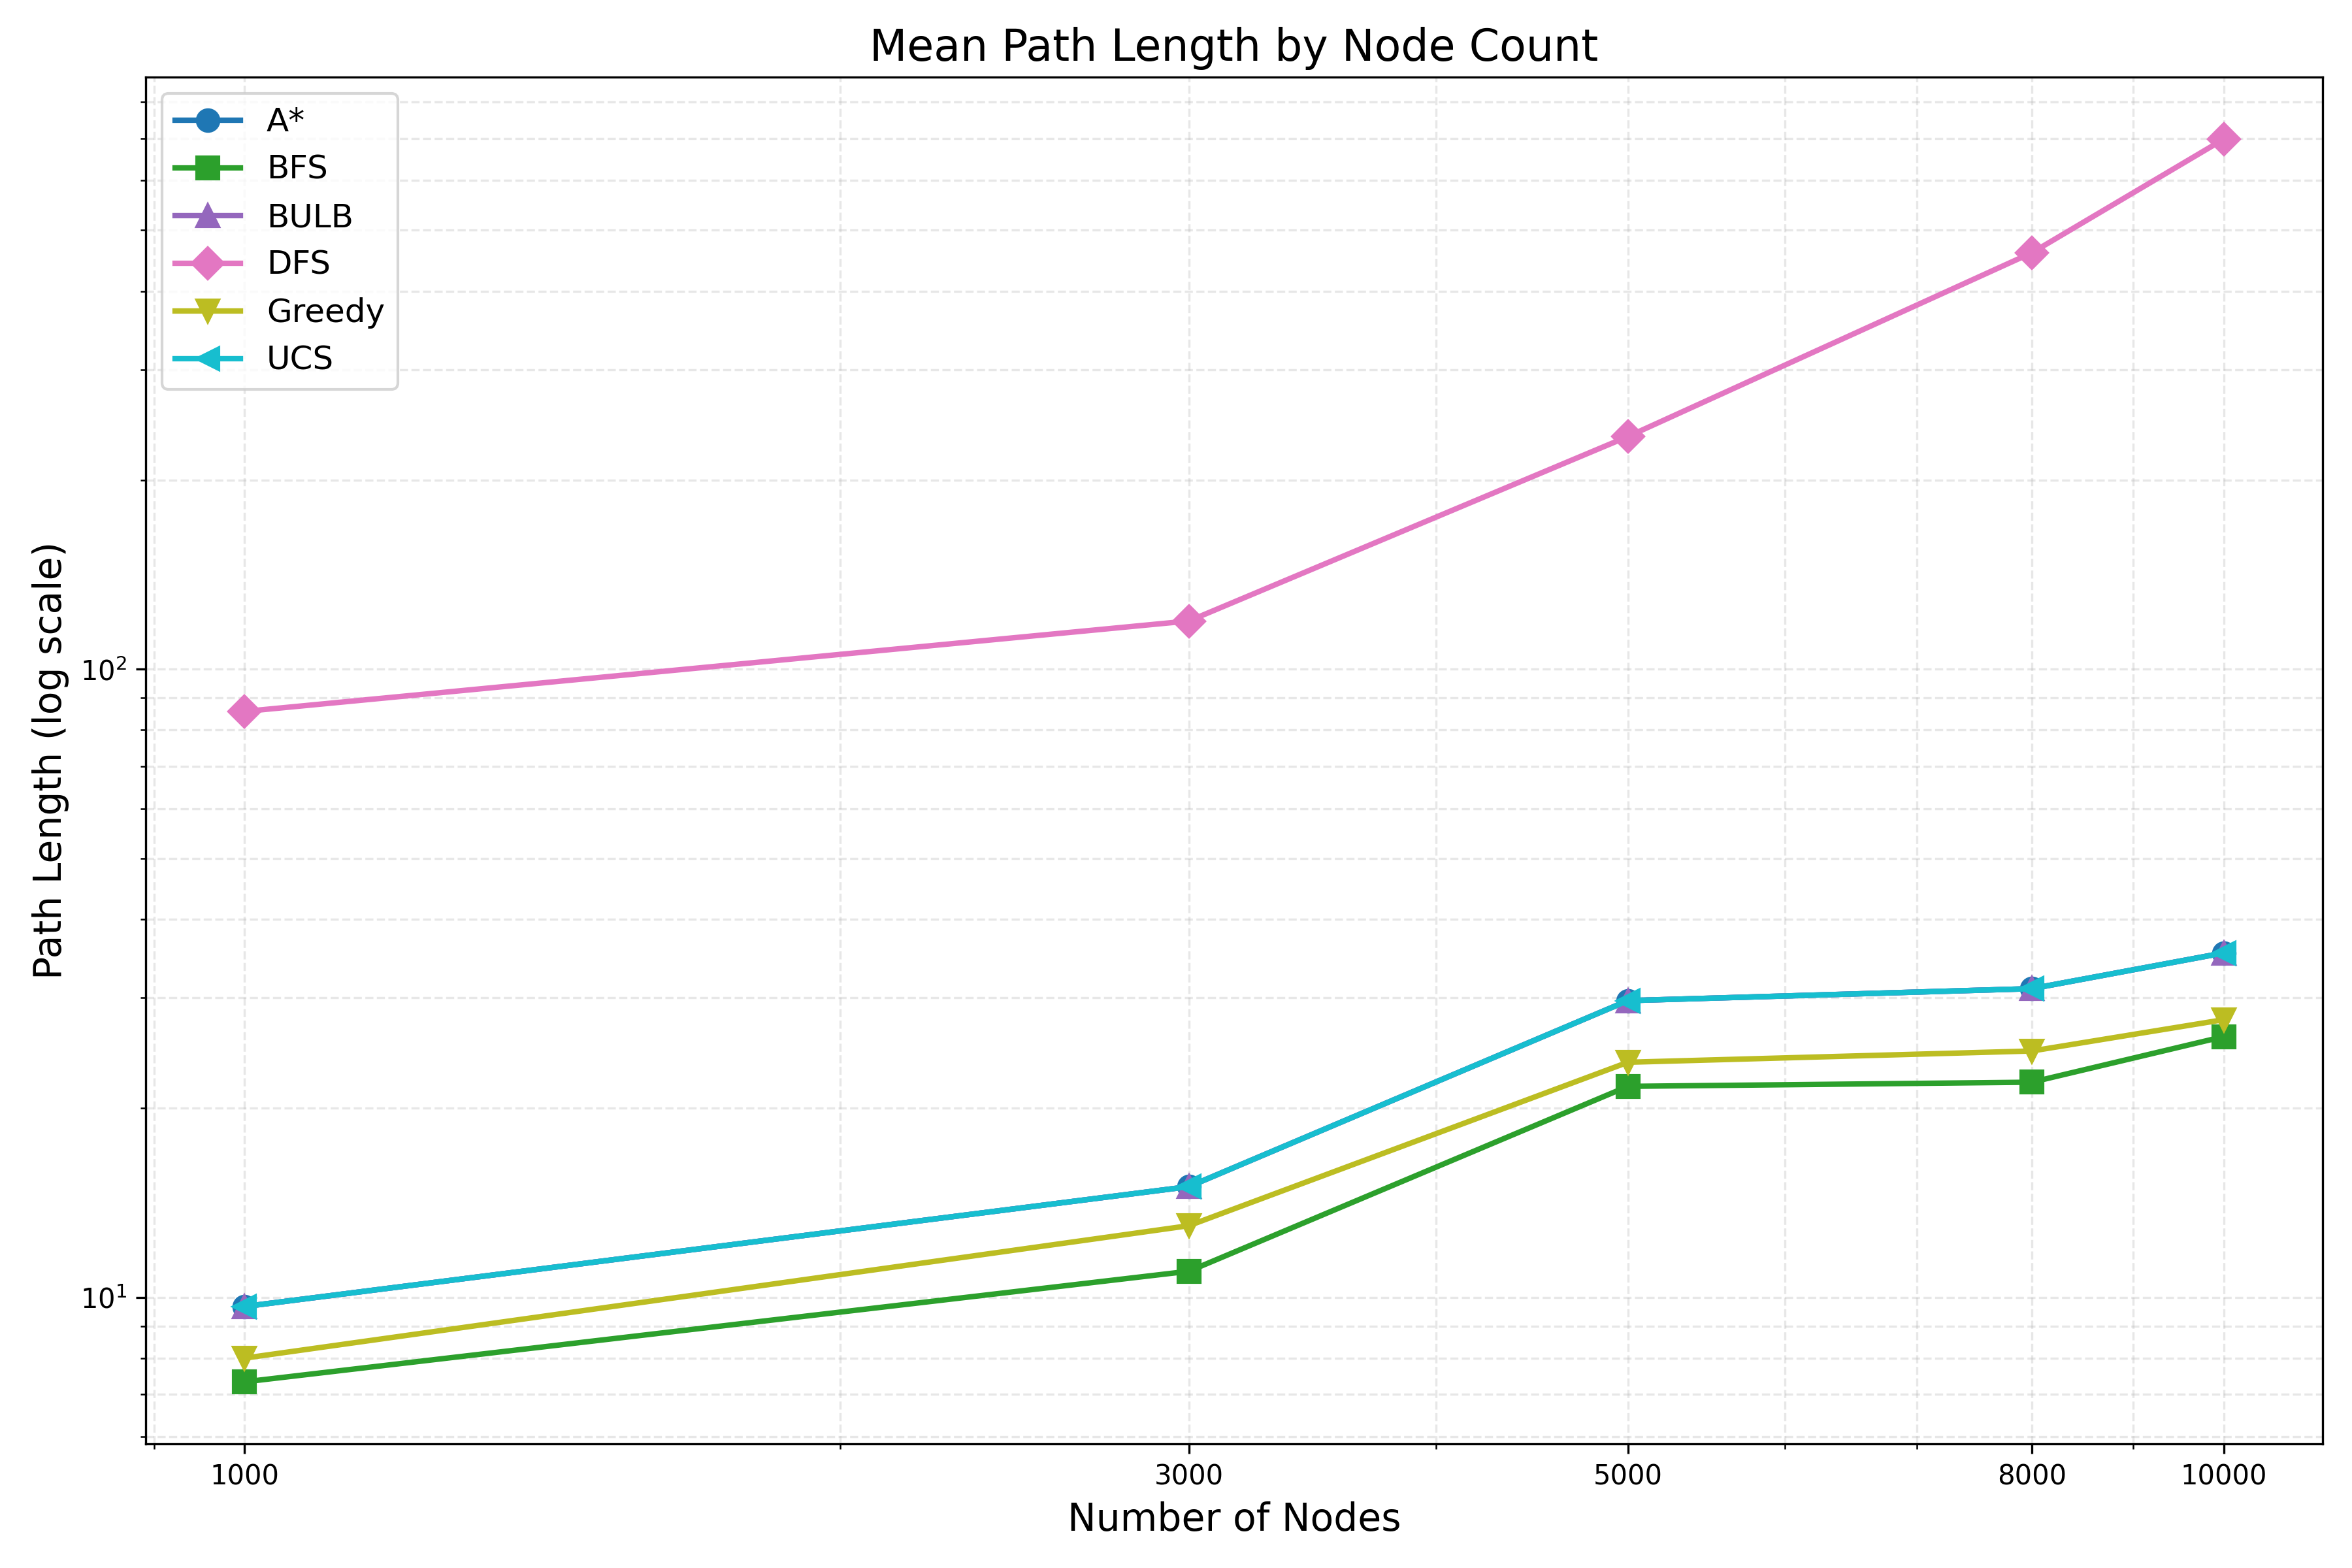 Mean Path Length by Node Count
A*
BFS
BULB
DFS
Greedy
UCS
Path Length (log scale)
10²
10¹
1000 3000 5000 8000 10000
Number of Nodes